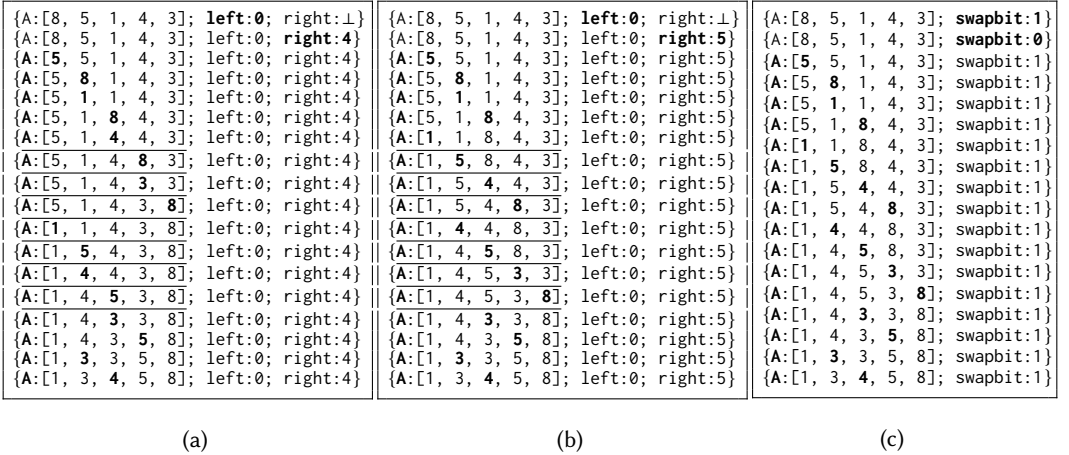 {A:[8, 5, 1, 4, 3]; left:0; right:⊥}
{A:[8, 5, 1, 4, 3]; left:0; right:4}
{A:[5, 5, 1, 4, 3]; left:0; right:4}
{A:[5, 8, 1, 4, 3]; left:0; right:4}
{A:[5, 1, 1, 4, 3]; left:0; right:4}
{A:[5, 1, 8, 4, 3]; left:0; right:4}
{A:[5, 1, 4, 4, 3]; left:0; right:4}
{A:[5, 1, 4, 8, 3]; left:0; right:4}
{A:[5, 1, 4, 3, 3]; left:0; right:4}
{A:[5, 1, 4, 3, 8]; left:0; right:4}
{A:[1, 1, 4, 3, 8]; left:0; right:4}
{A:[1, 5, 4, 3, 8]; left:0; right:4}
{A:[1, 4, 4, 3, 8]; left:0; right:4}
{A:[1, 4, 5, 3, 8]; left:0; right:4}
{A:[1, 4, 3, 3, 8]; left:0; right:4}
{A:[1, 4, 3, 5, 8]; left:0; right:4}
{A:[1, 3, 3, 5, 8]; left:0; right:4}
{A:[1, 3, 4, 5, 8]; left:0; right:4}
(a)
{A:[8, 5, 1, 4, 3]; left:0; right:⊥}
{A:[8, 5, 1, 4, 3]; left:0; right:5}
{A:[5, 5, 1, 4, 3]; left:0; right:5}
{A:[5, 8, 1, 4, 3]; left:0; right:5}
{A:[5, 1, 1, 4, 3]; left:0; right:5}
{A:[5, 1, 8, 4, 3]; left:0; right:5}
{A:[1, 1, 8, 4, 3]; left:0; right:5}
{A:[1, 5, 8, 4, 3]; left:0; right:5}
{A:[1, 5, 4, 4, 3]; left:0; right:5}
{A:[1, 5, 4, 8, 3]; left:0; right:5}
{A:[1, 4, 4, 8, 3]; left:0; right:5}
{A:[1, 4, 5, 8, 3]; left:0; right:5}
{A:[1, 4, 5, 3, 3]; left:0; right:5}
{A:[1, 4, 5, 3, 8]; left:0; right:5}
{A:[1, 4, 3, 3, 8]; left:0; right:5}
{A:[1, 4, 3, 5, 8]; left:0; right:5}
{A:[1, 3, 3, 5, 8]; left:0; right:5}
{A:[1, 3, 4, 5, 8]; left:0; right:5}
(b)
{A:[8, 5, 1, 4, 3]; swapbit:1}
{A:[8, 5, 1, 4, 3]; swapbit:0}
{A:[5, 5, 1, 4, 3]; swapbit:1}
{A:[5, 8, 1, 4, 3]; swapbit:1}
{A:[5, 1, 1, 4, 3]; swapbit:1}
{A:[5, 1, 8, 4, 3]; swapbit:1}
{A:[1, 1, 8, 4, 3]; swapbit:1}
{A:[1, 5, 8, 4, 3]; swapbit:1}
{A:[1, 5, 4, 4, 3]; swapbit:1}
{A:[1, 5, 4, 8, 3]; swapbit:1}
{A:[1, 4, 4, 8, 3]; swapbit:1}
{A:[1, 4, 5, 8, 3]; swapbit:1}
{A:[1, 4, 5, 3, 3]; swapbit:1}
{A:[1, 4, 5, 3, 8]; swapbit:1}
{A:[1, 4, 3, 3, 8]; swapbit:1}
{A:[1, 4, 3, 5, 8]; swapbit:1}
{A:[1, 3, 3, 5, 8]; swapbit:1}
{A:[1, 3, 4, 5, 8]; swapbit:1}
(c)